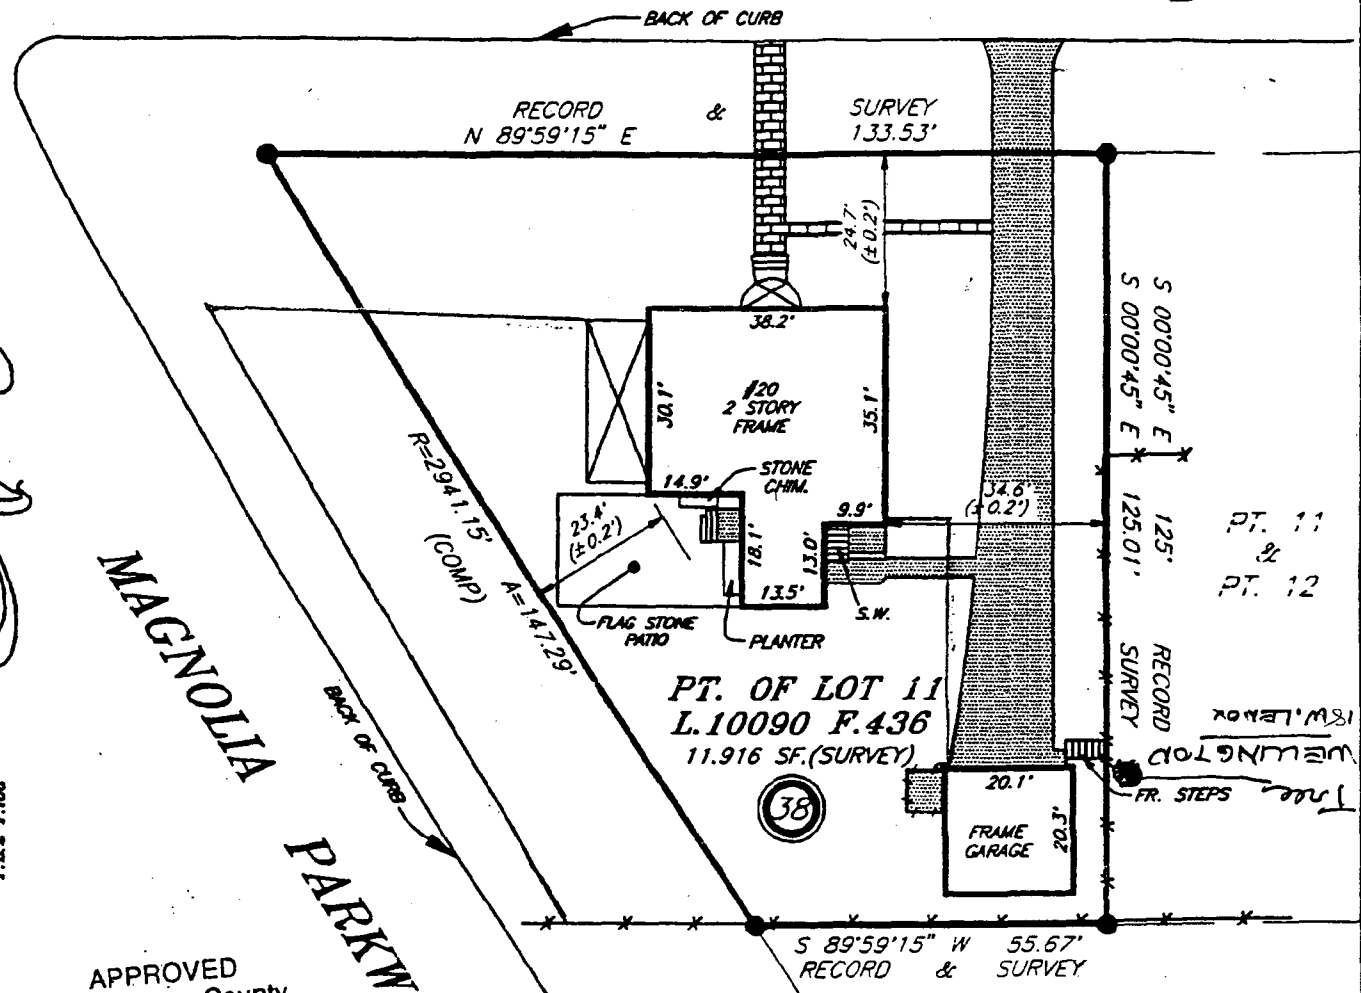 BACK OF CURB
RECORD & SURVEY
N 89°59'15" E 133.53'
24.7'
(±0.2')
38.2'
#20
2 STORY
FRAME
30.1'
35.1'
S 00°00'45" E 125' RECORD
S 00°00'45" E 125.01' SURVEY
R=2941.15'
(COMP)
A=147.29'
14.9'
STONE
CHIM.
9.9'
34.6'
(±0.2')
23.4'
(±0.2')
18.1'
13.0'
13.5'
S.W.
FLAG STONE
PATIO
PLANTER
PT. 11
&
PT. 12
MAGNOLIA
PARKW
BACK OF CURB
PT. OF LOT 11
L.10090 F.436
11.916 SF.(SURVEY)
38
18 W. LENOX
WELLINGTON
Tree
FR. STEPS
20.1'
20.3'
FRAME
GARAGE
S 89°59'15" W 55.67'
RECORD & SURVEY
APPROVED
County